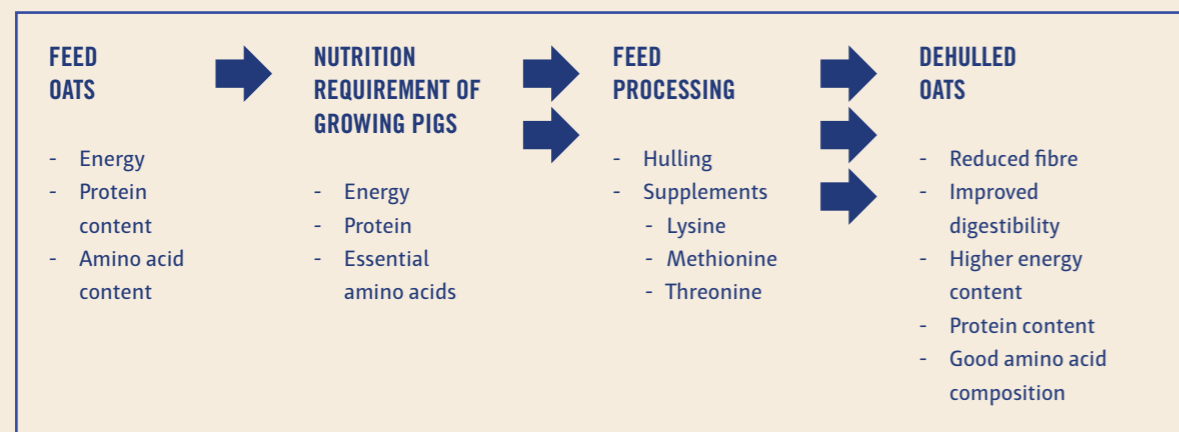 FEED
OATS
- Energy
- Protein
content
- Amino acid
content
NUTRITION
REQUIREMENT OF
GROWING PIGS
- Energy
- Protein
- Essential
amino acids
FEED
PROCESSING
- Hulling
- Supplements
- Lysine
- Methionine
- Threonine
DEHULLED
OATS
- Reduced fibre
- Improved
digestibility
- Higher energy
content
- Protein content
- Good amino acid
composition